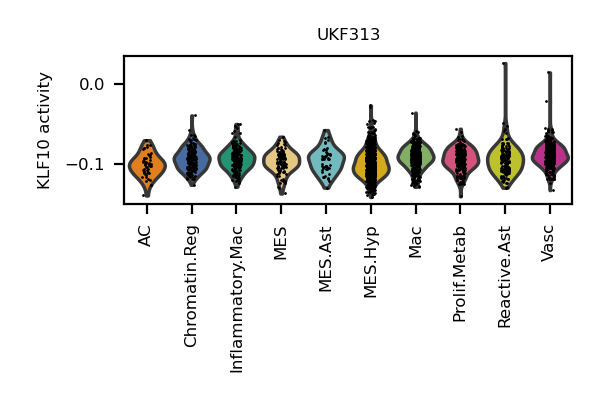 UKF313
KLF10 activity
0.0
−0.1
AC
Chromatin.Reg
Inflammatory.Mac
MES
MES.Ast
MES.Hyp
Mac
Prolif.Metab
Reactive.Ast
Vasc